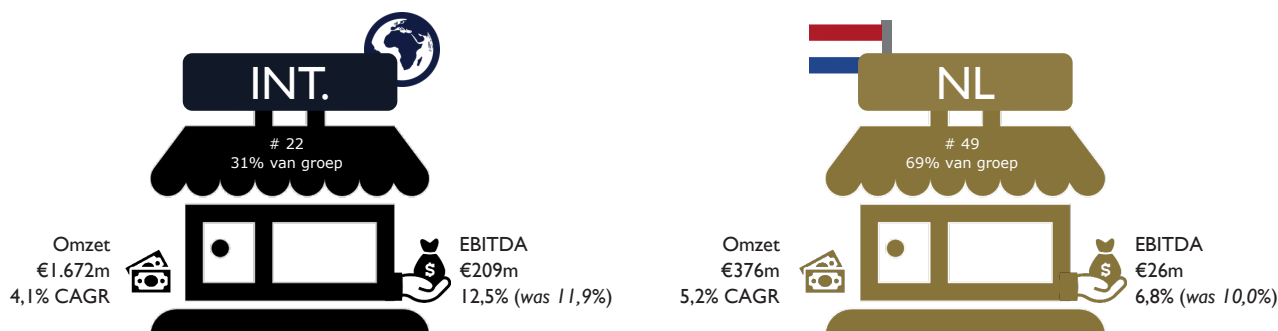 INT.
# 22
31% van groep
Omzet
€1.672m
4,1% CAGR
$
EBITDA
€209m
12,5% (was 11,9%)
NL
# 49
69% van groep
Omzet
€376m
5,2% CAGR
$
EBITDA
€26m
6,8% (was 10,0%)